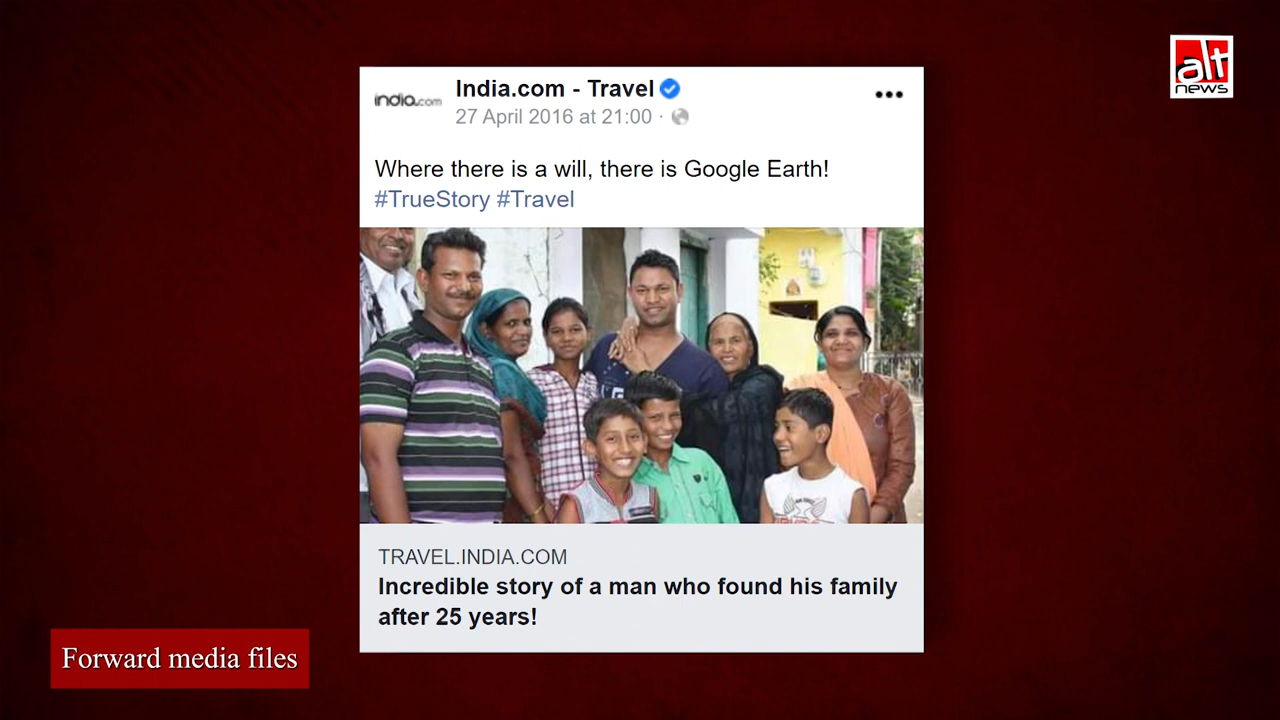 alt
news
india.com
India.com - Travel
27 April 2016 at 21:00 ·
Where there is a will, there is Google Earth!
#TrueStory #Travel
TRAVEL.INDIA.COM
Incredible story of a man who found his family
after 25 years!
Forward media files